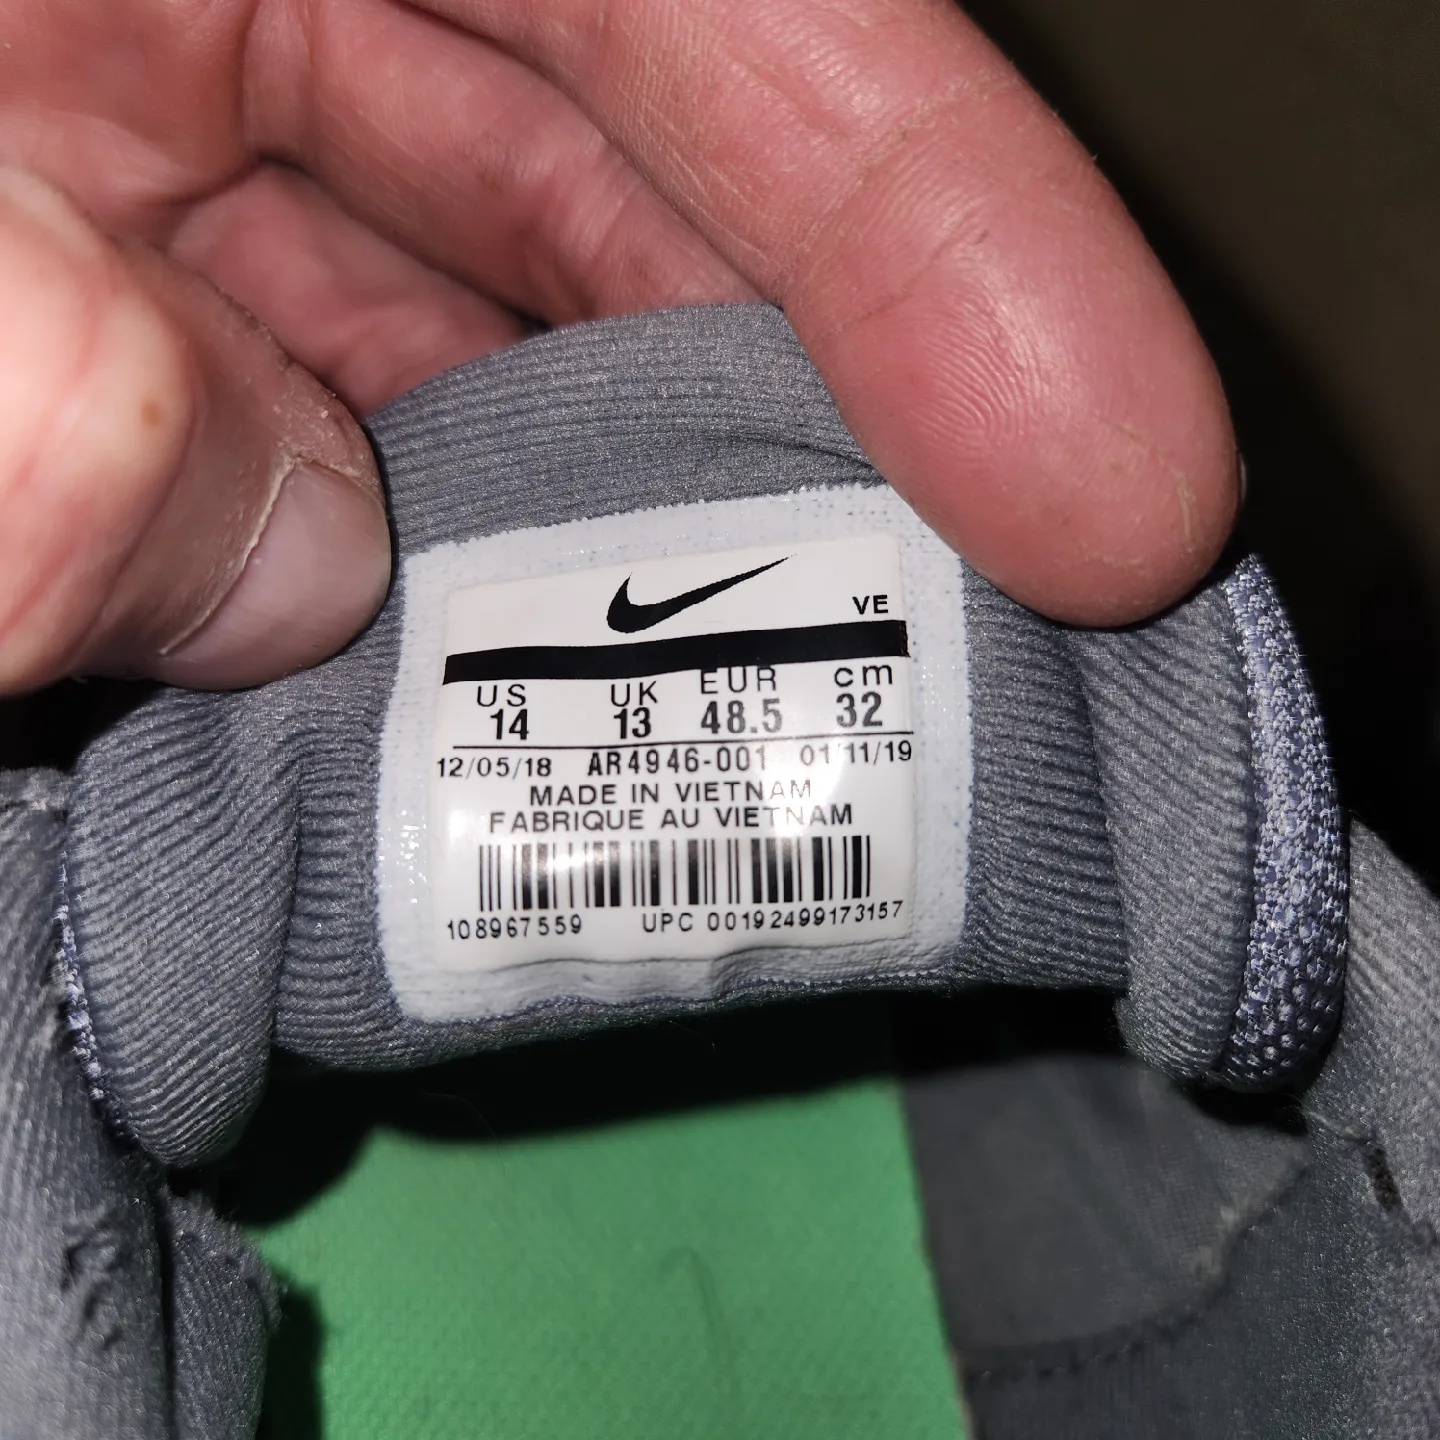 VE
US UK EUR cm
14 13 48.5 32
12/05/18 AR4946-001 01/11/19
MADE IN VIETNAM
FABRIQUE AU VIETNAM
108967559 UPC 00192499173157